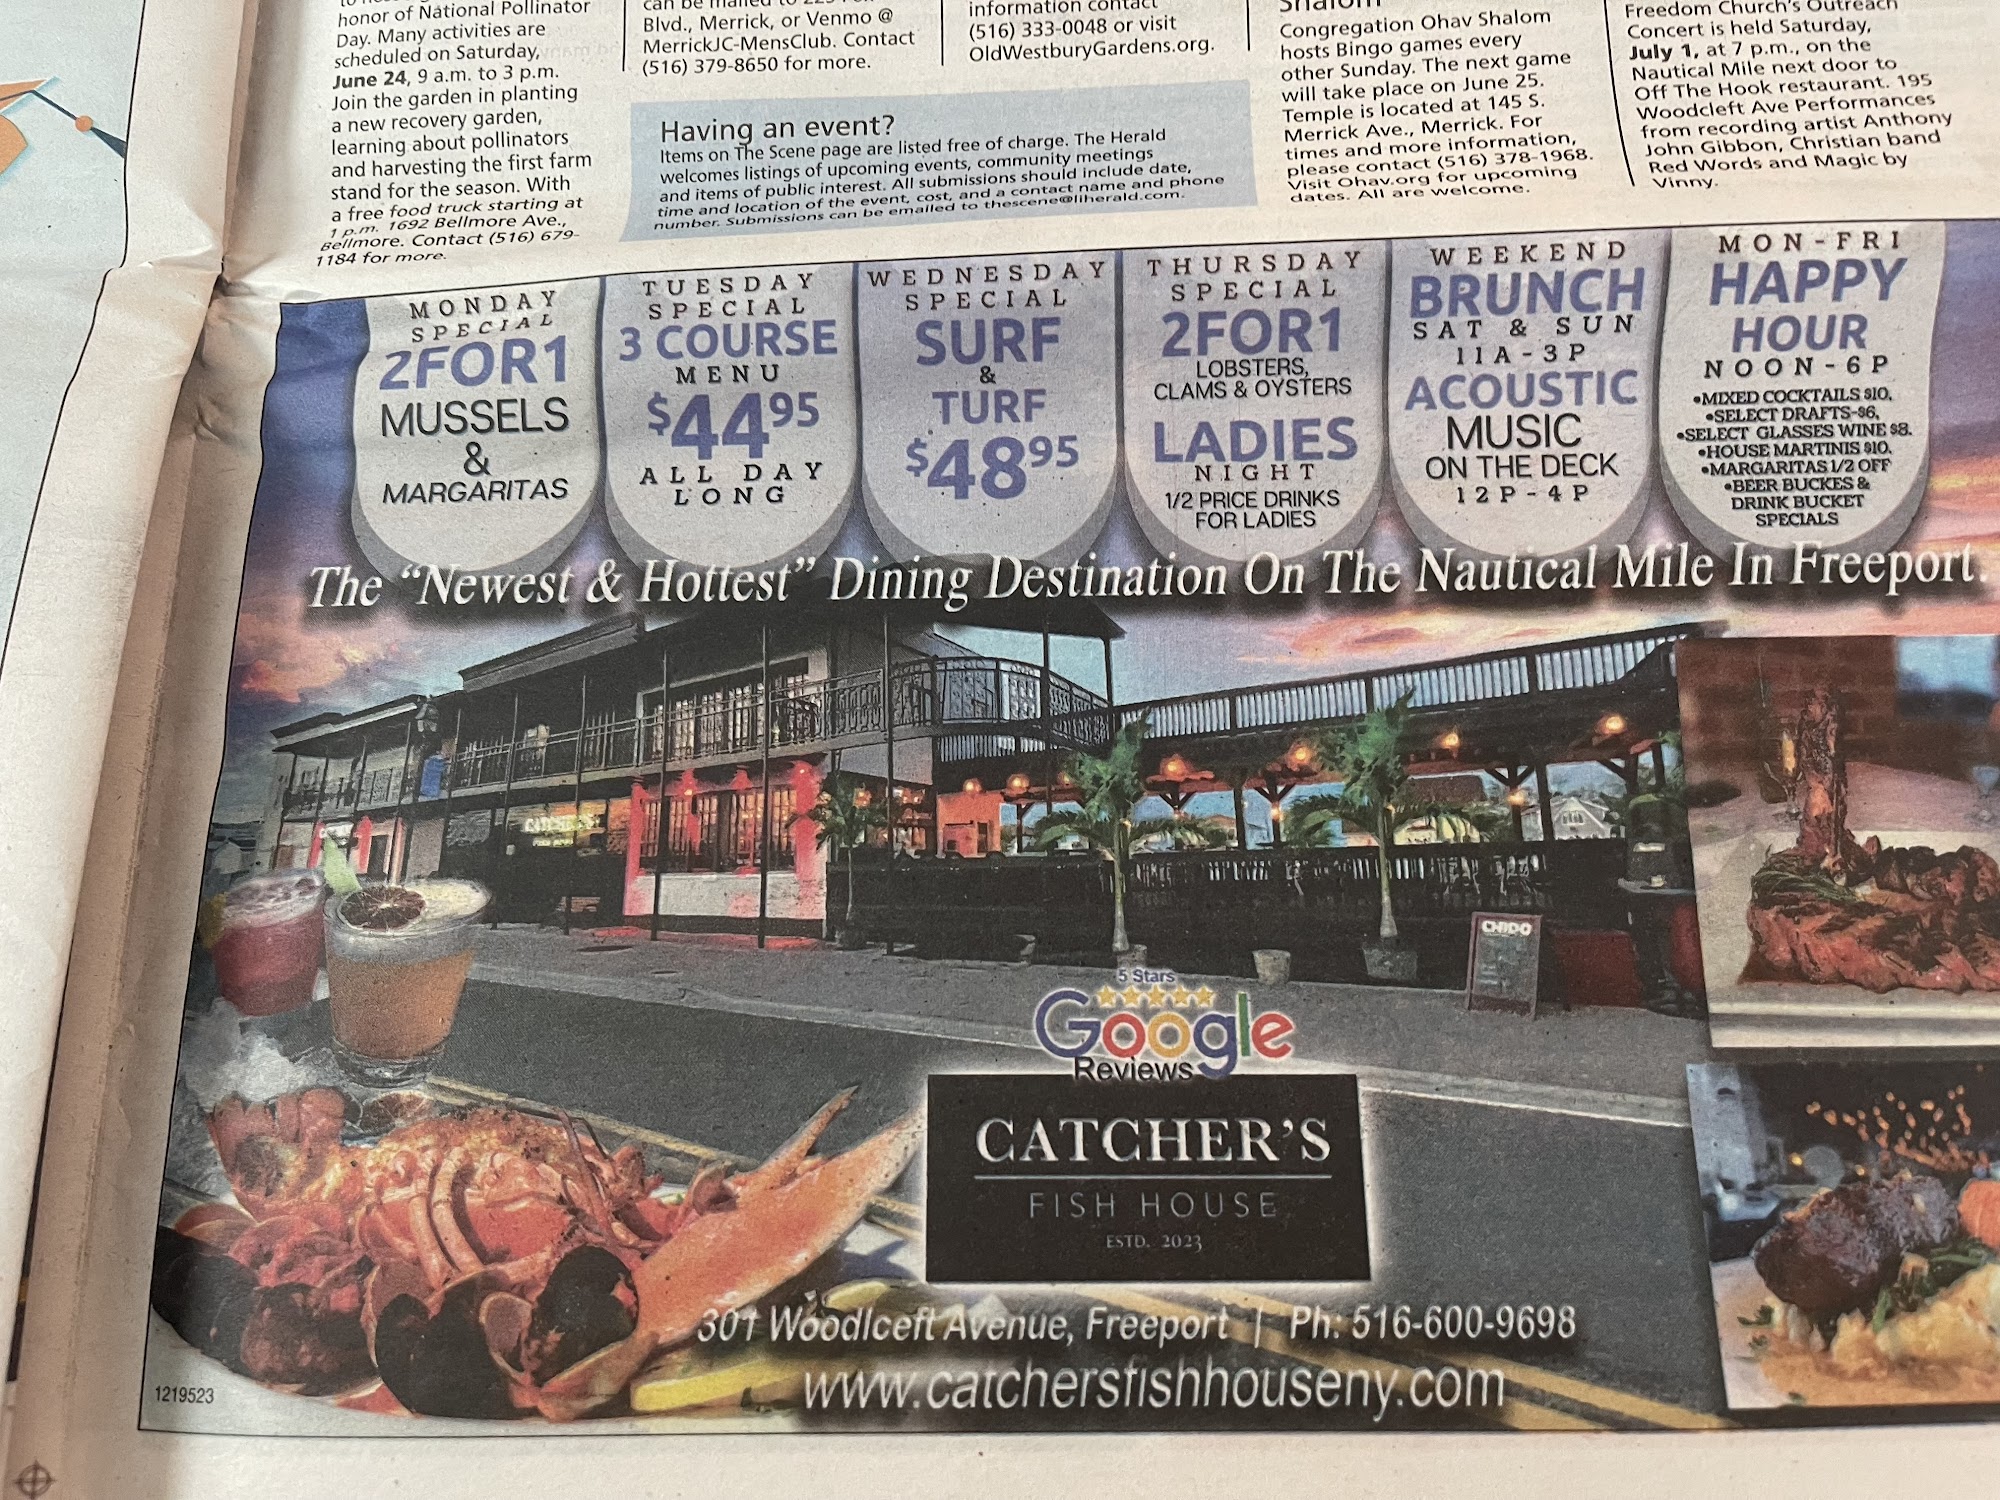 honor of National Pollinator
Day. Many activities are
scheduled on Saturday,
June 24, 9 a.m. to 3 p.m.
Join the garden in planting
a new recovery garden,
learning about pollinators
and harvesting the first farm
stand for the season. With
a free food truck starting at
1 p.m. 1692 Bellmore Ave.,
Bellmore. Contact (516) 679-
1184 for more.
Blvd., Merrick, or Venmo @
MerrickJC-MensClub. Contact
(516) 379-8650 for more.
information contact
(516) 333-0048 or visit
OldWestburyGardens.org.
Having an event?
Items on The Scene page are listed free of charge. The Herald
welcomes listings of upcoming events, community meetings
and items of public interest. All submissions should include date,
time and location of the event, cost, and a contact name and phone
number. Submissions can be emailed to thescene@liherald.com.
Shalom
Congregation Ohav Shalom
hosts Bingo games every
other Sunday. The next game
will take place on June 25.
Temple is located at 145 S.
Merrick Ave., Merrick. For
times and more information,
please contact (516) 378-1968.
Visit Ohav.org for upcoming
dates. All are welcome.
Freedom Church's Outreach
Concert is held Saturday,
July 1, at 7 p.m., on the
Nautical Mile next door to
Off The Hook restaurant. 195
Woodcleft Ave Performances
from recording artist Anthony
John Gibbon, Christian band
Red Words and Magic by
Vinny.
MONDAY
SPECIAL
2FOR1
MUSSELS
&
MARGARITAS
TUESDAY
SPECIAL
3 COURSE
MENU
$44.95
ALL DAY
LONG
WEDNESDAY
SPECIAL
SURF
&
TURF
$48.95
THURSDAY
SPECIAL
2FOR1
LOBSTERS,
CLAMS & OYSTERS
LADIES
NIGHT
1/2 PRICE DRINKS
FOR LADIES
WEEKEND
BRUNCH
SAT & SUN
11A-3P
ACOUSTIC
MUSIC
ON THE DECK
12P-4P
MON-FRI
HAPPY
HOUR
NOON-6P
•MIXED COCKTAILS $10,
•SELECT DRAFTS-$6,
•SELECT GLASSES WINE $8.
•HOUSE MARTINIS $10.
•MARGARITAS 1/2 OFF
•BEER BUCKES &
DRINK BUCKET
SPECIALS
The "Newest & Hottest" Dining Destination On The Nautical Mile In Freeport.
CATCHER'S
CHIDO
5 Stars
Google
Reviews
CATCHER'S
FISH HOUSE
ESTD. 2023
301 Woodlceft Avenue, Freeport | Ph: 516-600-9698
www.catchersfishhouseny.com
1219523